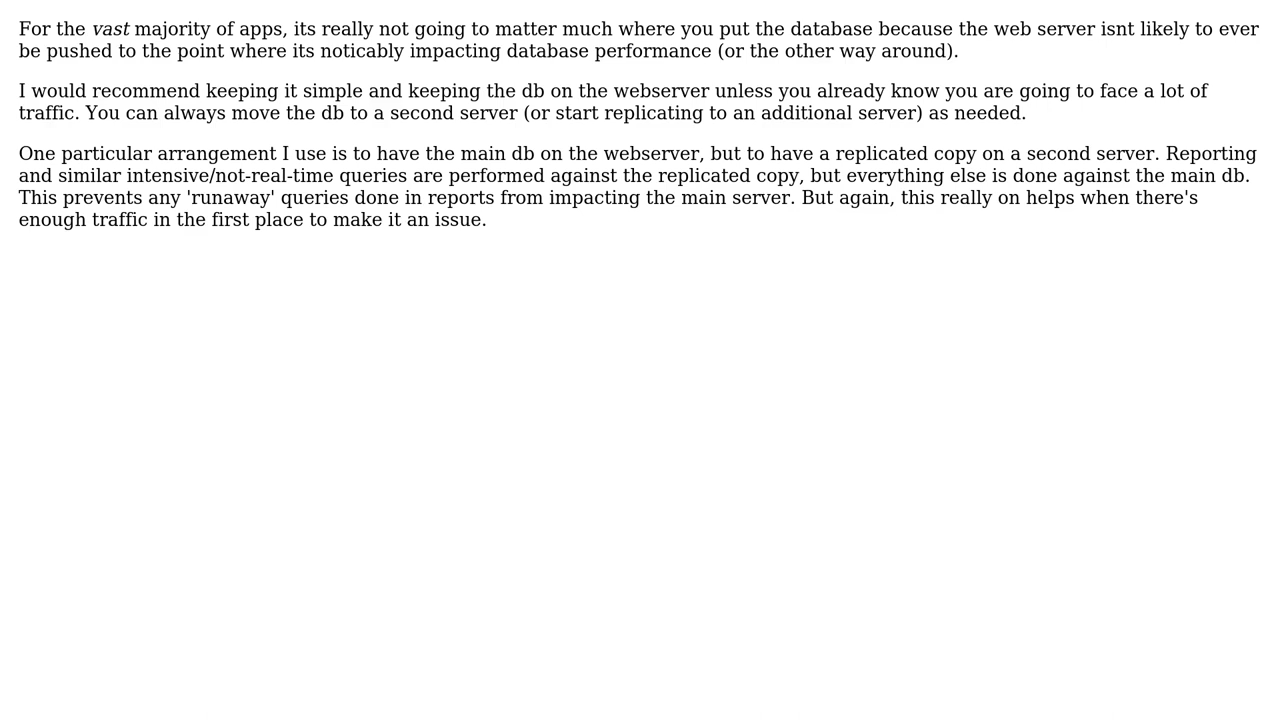 For the vast majority of apps, its really not going to matter much where you put the database because the web server isnt likely to ever
be pushed to the point where its noticably impacting database performance (or the other way around).
I would recommend keeping it simple and keeping the db on the webserver unless you already know you are going to face a lot of
traffic. You can always move the db to a second server (or start replicating to an additional server) as needed.
One particular arrangement I use is to have the main db on the webserver, but to have a replicated copy on a second server. Reporting
and similar intensive/not-real-time queries are performed against the replicated copy, but everything else is done against the main db.
This prevents any 'runaway' queries done in reports from impacting the main server. But again, this really on helps when there's
enough traffic in the first place to make it an issue.